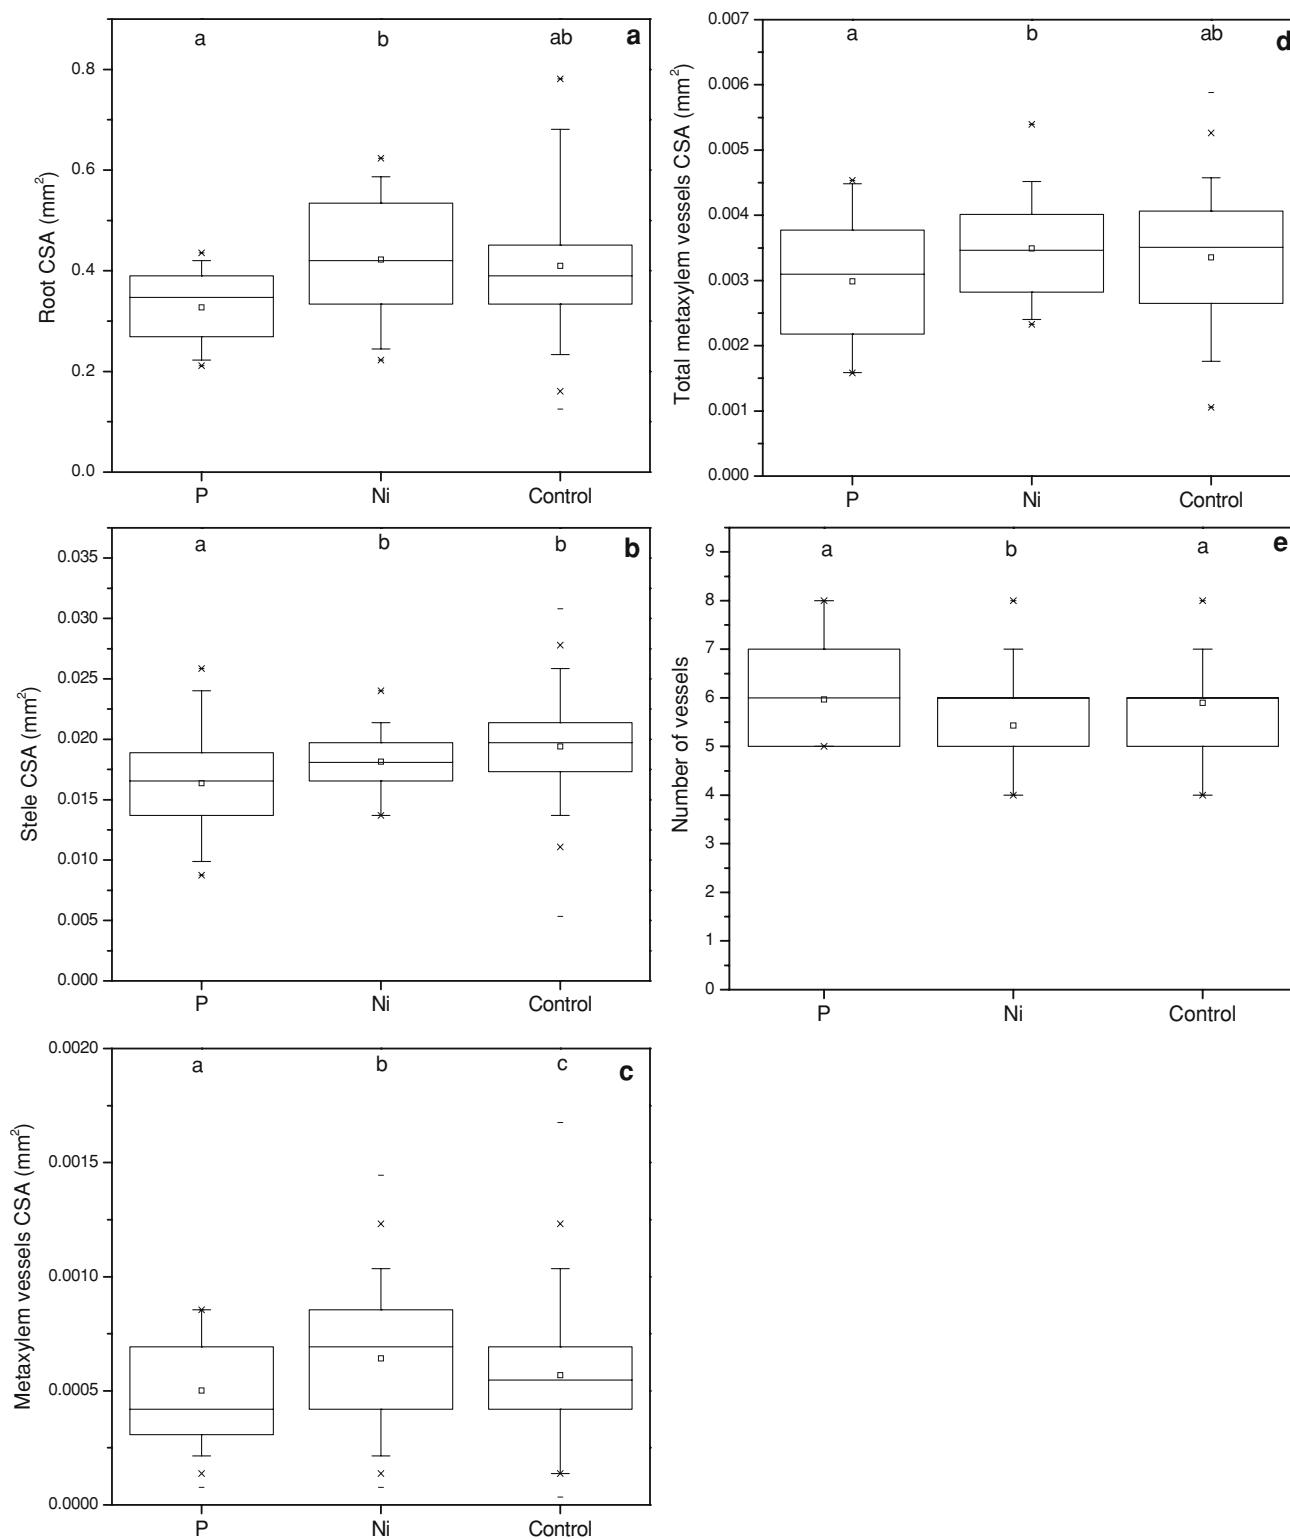 a b ab a
0.8
0.6
0.4
0.2
0.0
Root CSA (mm²)
P Ni Control
a b ab d
0.007
0.006
0.005
0.004
0.003
0.002
0.001
0.000
Total metaxylem vessels CSA (mm²)
P Ni Control
a b b b
0.035
0.030
0.025
0.020
0.015
0.010
0.005
0.000
Stele CSA (mm²)
P Ni Control
a b a e
9
8
7
6
5
4
3
2
1
0
Number of vessels
P Ni Control
a b c c
0.0020
0.0015
0.0010
0.0005
0.0000
Metaxylem vessels CSA (mm²)
P Ni Control